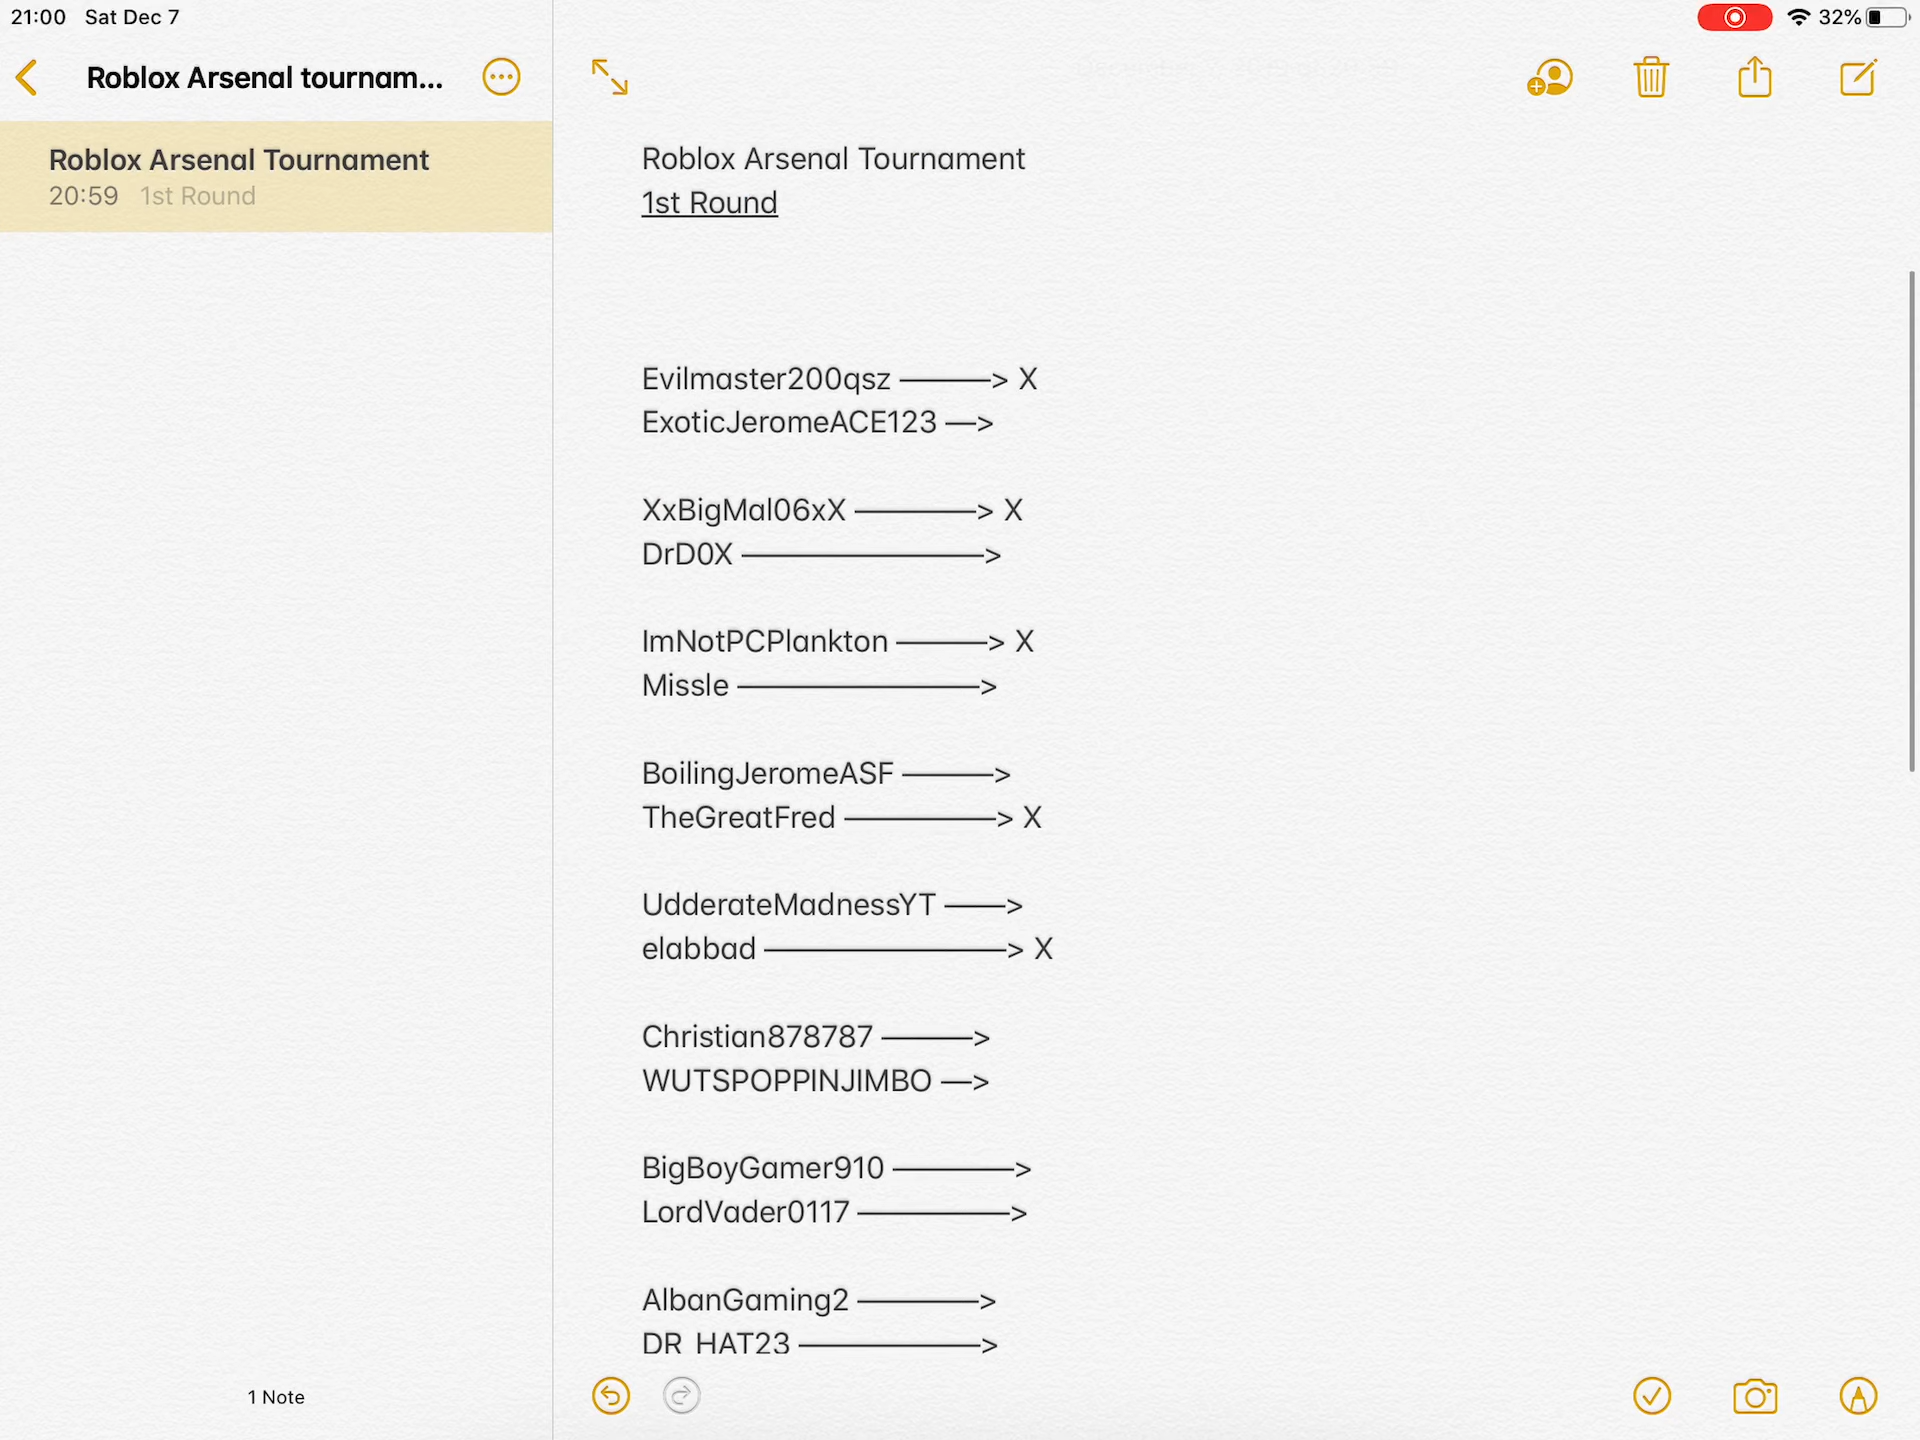 21:00 Sat Dec 7
32%
Roblox Arsenal tournam...
Roblox Arsenal Tournament
20:59 1st Round
1 Note
Roblox Arsenal Tournament
1st Round
Evilmaster200qsz ———> X
ExoticJeromeACE123 —>
XxBigMal06xX ————> X
DrD0X ————————>
ImNotPCPlankton ———> X
Missle ————————>
BoilingJeromeASF ———>
TheGreatFred —————> X
UdderateMadnessYT ——>
elabbad ————————> X
Christian878787 ———>
WUTSPOPPINJIMBO —>
BigBoyGamer910 ————>
LordVader0117 —————>
AlbanGaming2 ————>
DR_HAT23 ——————>